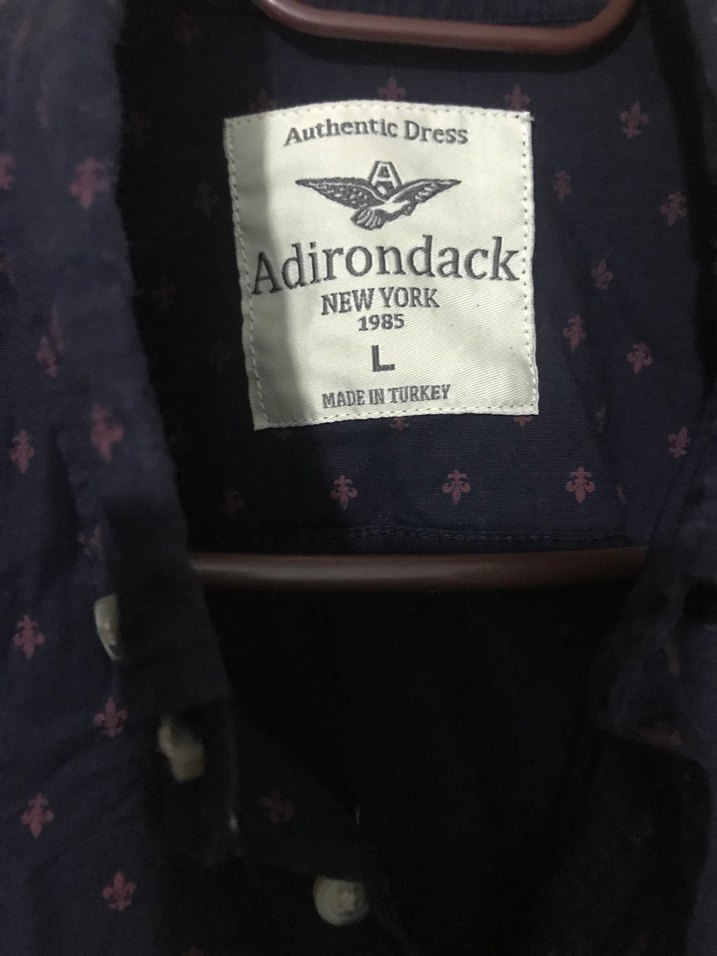 Authentic Dress
A
Adirondack
NEW YORK
1985
L
MADE IN TURKEY